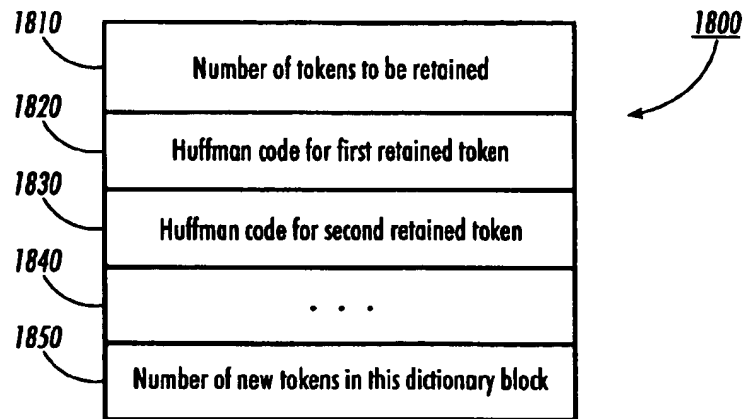 1810
1800
Number of tokens to be retained
1820
Huffman code for first retained token
1830
Huffman code for second retained token
1840
. . .
1850
Number of new tokens in this dictionary block